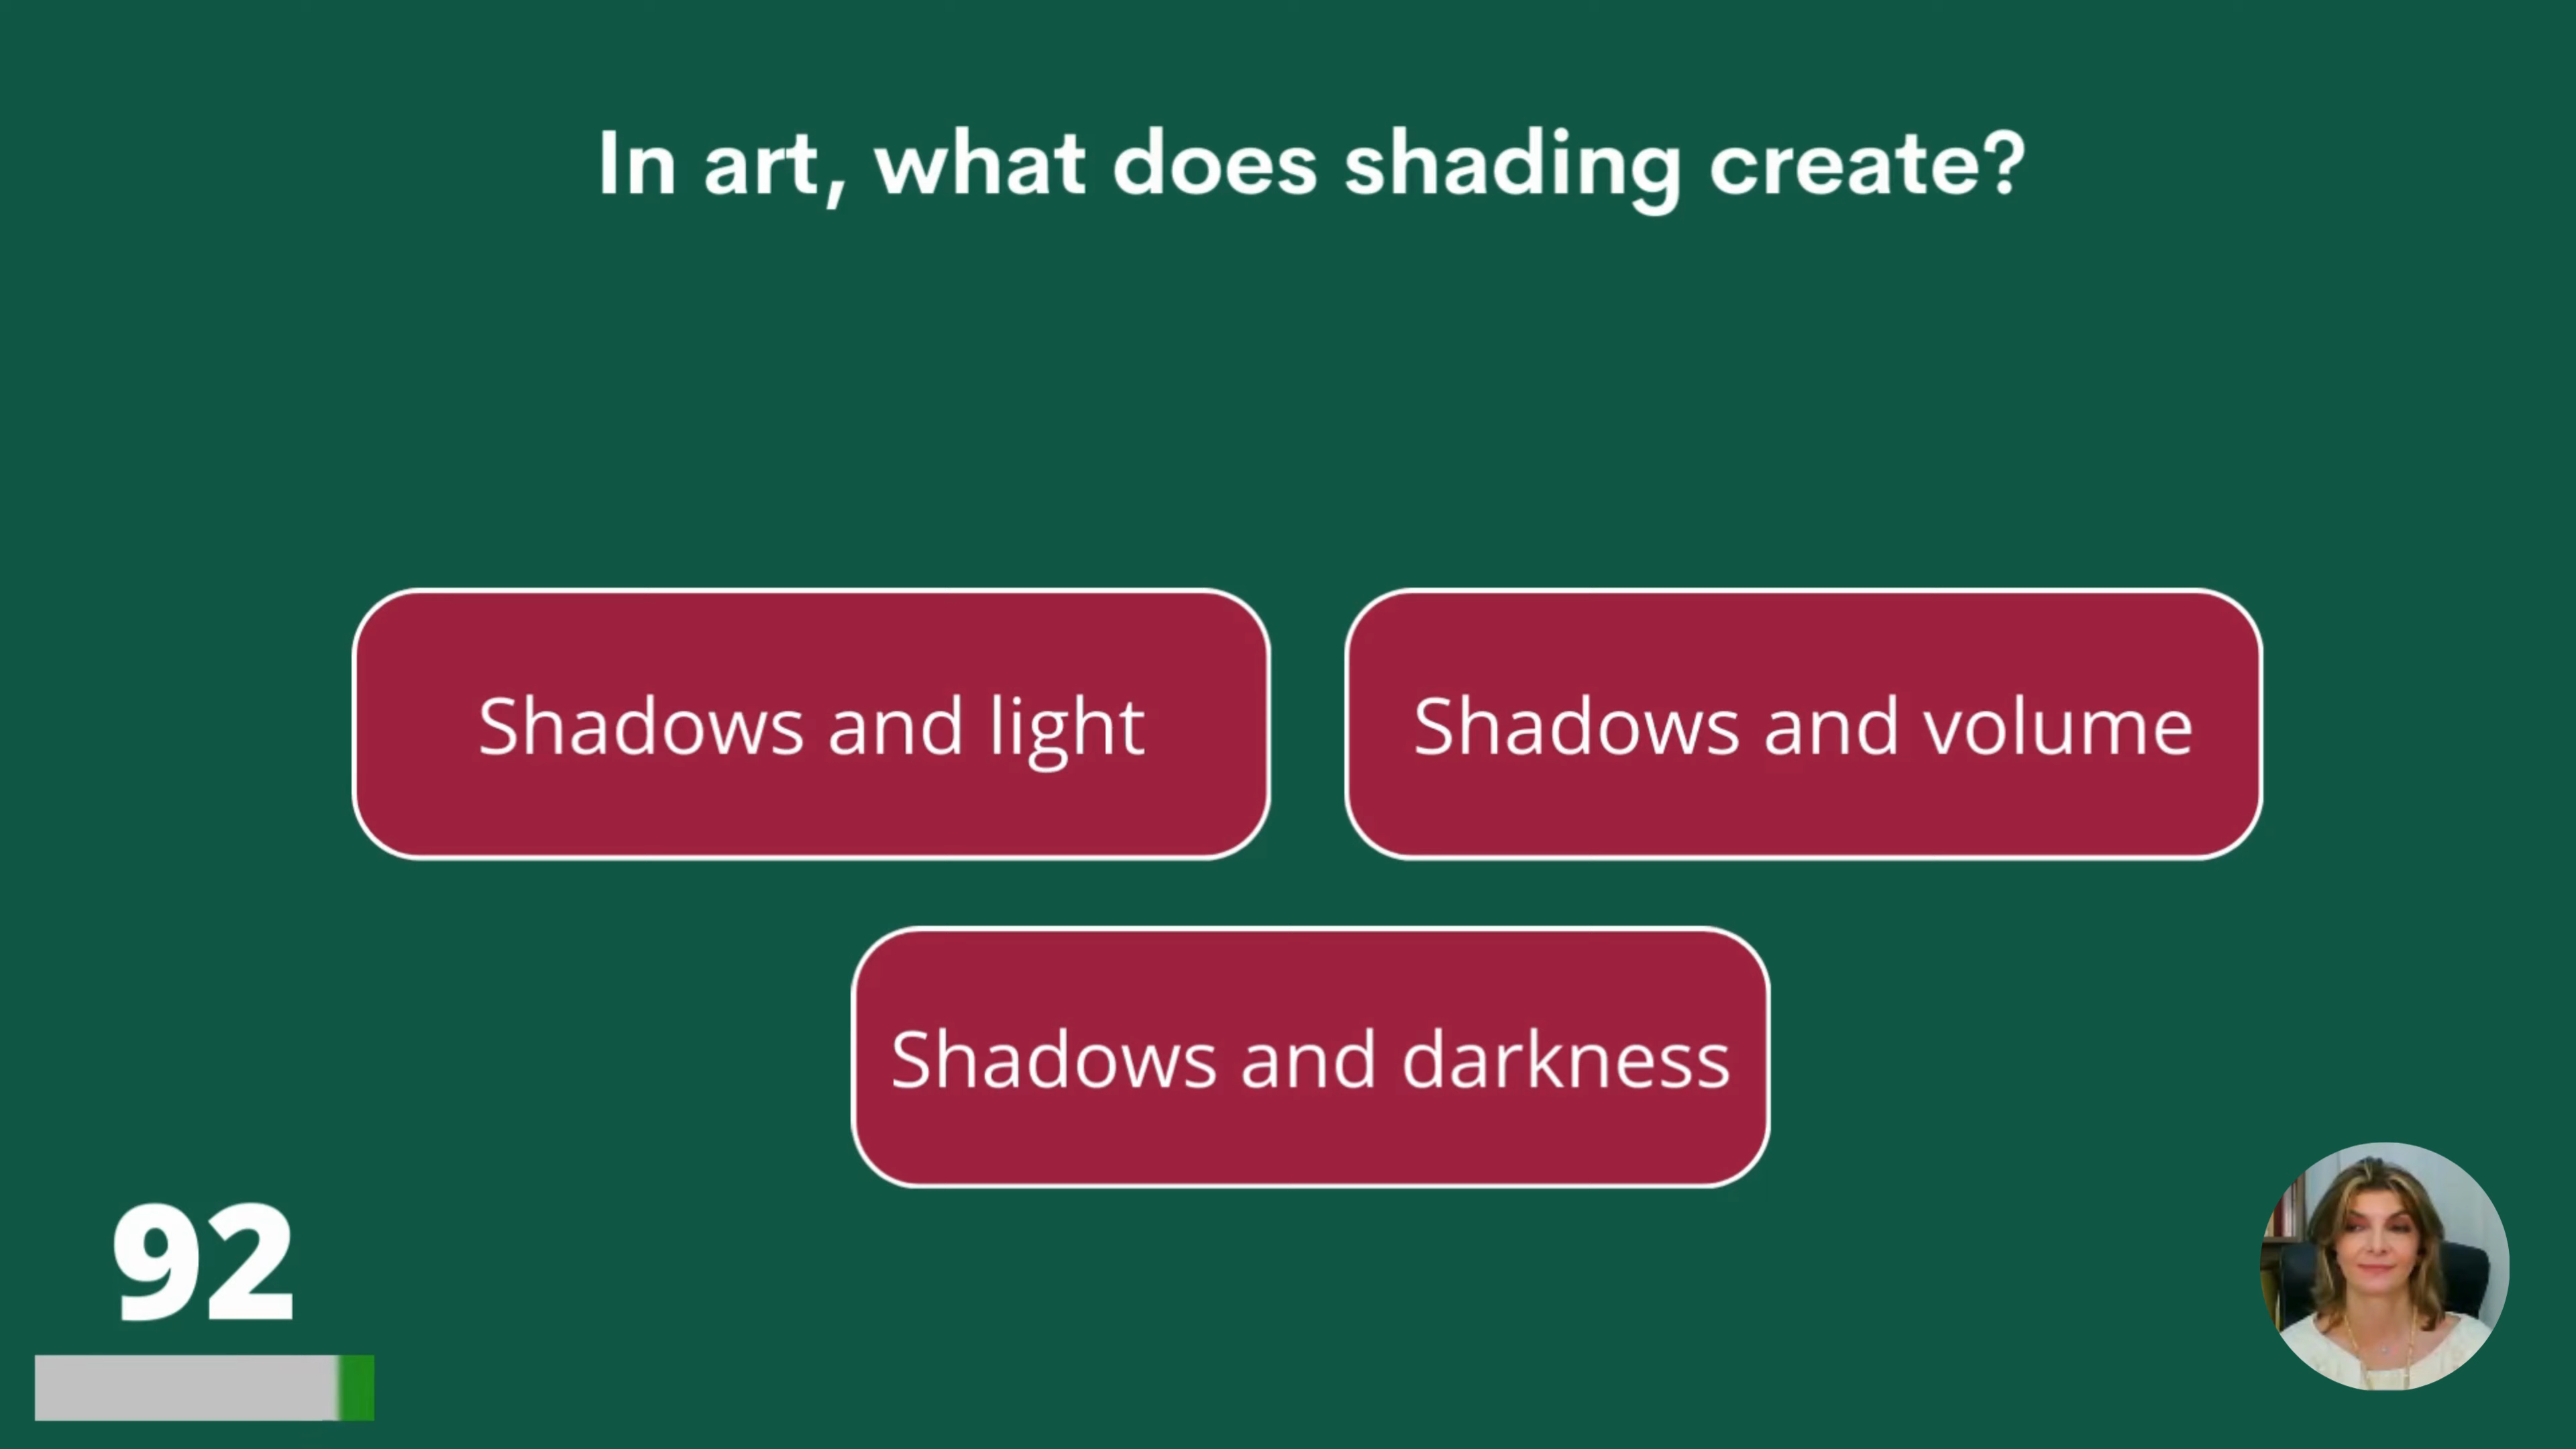 In art, what does shading create?
Shadows and light
Shadows and volume
Shadows and darkness
92